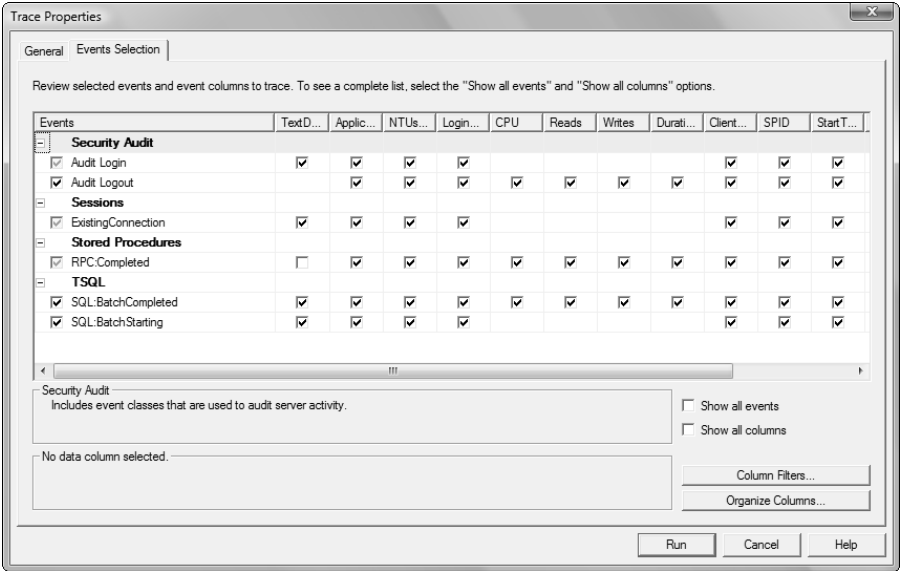 Trace Properties
General Events Selection
Review selected events and event columns to trace. To see a complete list, select the "Show all events" and "Show all columns" options.
Events TextD... Applic... NTUs... Login... CPU Reads Writes Durati... Client... SPID StartT...
Security Audit
Audit Login
Audit Logout
Sessions
ExistingConnection
Stored Procedures
RPC:Completed
TSQL
SQL:BatchCompleted
SQL:BatchStarting
Security Audit
Includes event classes that are used to audit server activity.
Show all events
Show all columns
No data column selected.
Column Filters...
Organize Columns...
Run Cancel Help